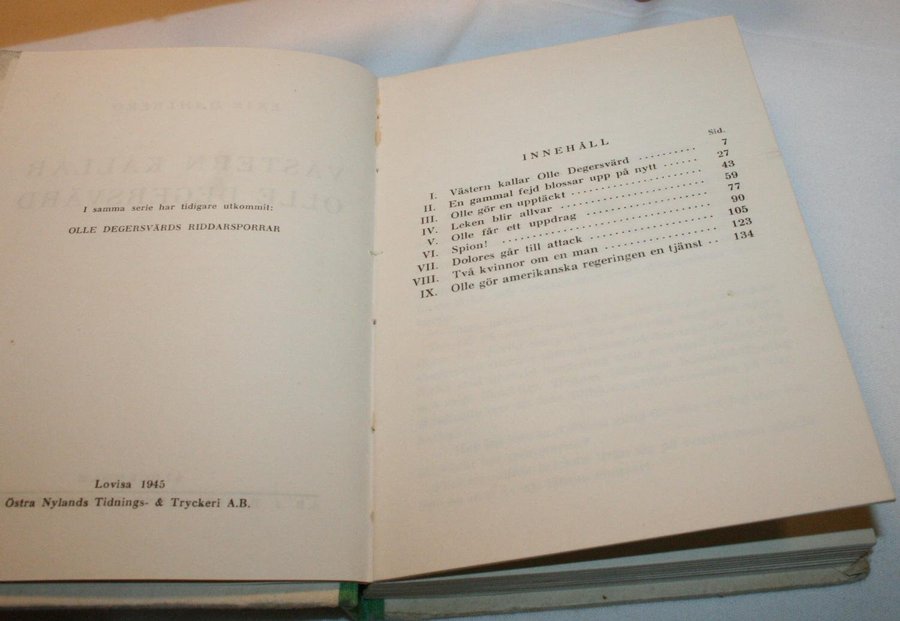 I samma serie har tidigare utkommit:
OLLE DEGERSVÄRDS RIDDARSPORRAR
Lovisa 1945
Östra Nylands Tidnings- & Tryckeri A.B.
INNEHÅLL
Sid.
I. Västern kallar Olle Degersvärd .......... 7
II. En gammal fejd blossar upp på nytt ...... 27
III. Olle gör en upptäckt .................... 43
IV. Leken blir allvar ....................... 59
V. Olle får ett uppdrag .................... 77
VI. Spion! .................................. 90
VII. Dolores går till attack ................. 105
VIII. Två kvinnor om en man ................... 123
IX. Olle gör amerikanska regeringen en tjänst .. 134